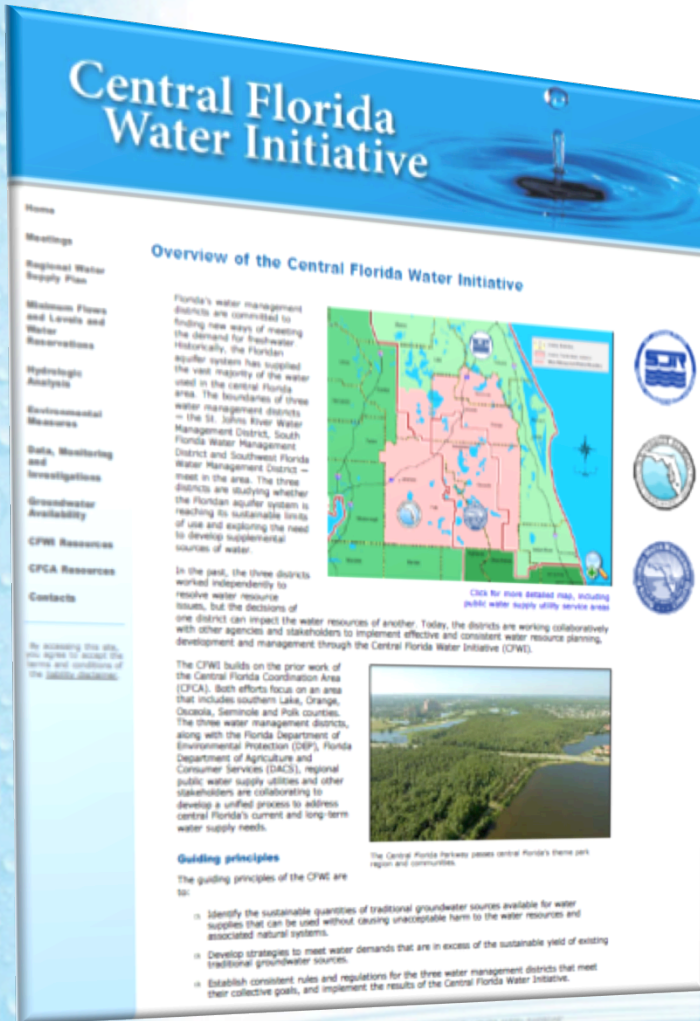 Central Florida
Water Initiative
Home
Meetings
Regional Water
Supply Plan
Minimum Flows
and Levels and
Water
Reservations
Hydrologic
Analysis
Environmental
Measures
Data, Monitoring
and
Investigations
Groundwater
Availability
CFWI Resources
CFCA Resources
Contacts
By accessing this site,
you agree to accept the
terms and conditions of
the liability disclaimer.
Overview of the Central Florida Water Initiative
Florida's water management
districts are committed to
finding new ways of meeting
the demand for freshwater
Historically, the Floridan
aquifer system has supplied
the vast majority of the water
used in the central Florida
area. The boundaries of three
water management districts
— the St. Johns River Water
Management District, South
Florida Water Management
District and Southwest Florida
Water Management District —
meet in the area. The three
districts are studying whether
the Floridan aquifer system is
reaching its sustainable limits
of use and exploring the need
to develop supplemental
sources of water.
Click for more detailed map, including
public water supply utility service areas
In the past, the three districts
worked independently to
resolve water resource
issues, but the decisions of
one district can impact the water resources of another. Today, the districts are working collaboratively
with other agencies and stakeholders to implement effective and consistent water resource planning,
development and management through the Central Florida Water Initiative (CFWI).
The CFWI builds on the prior work of
the Central Florida Coordination Area
(CFCA). Both efforts focus on an area
that includes southern Lake, Orange,
Osceola, Seminole and Polk counties.
The three water management districts,
along with the Florida Department of
Environmental Protection (DEP), Florida
Department of Agriculture and
Consumer Services (DACS), regional
public water supply utilities and other
stakeholders are collaborating to
develop a unified process to address
central Florida's current and long-term
water supply needs.
The Central Florida Parkway passes central Florida's theme park
region and communities.
Guiding principles
The guiding principles of the CFWI are
to:
Identify the sustainable quantities of traditional groundwater sources available for water
supplies that can be used without causing unacceptable harm to the water resources and
associated natural systems.
Develop strategies to meet water demands that are in excess of the sustainable yield of existing
traditional groundwater sources.
Establish consistent rules and regulations for the three water management districts that meet
their collective goals, and implement the results of the Central Florida Water Initiative.